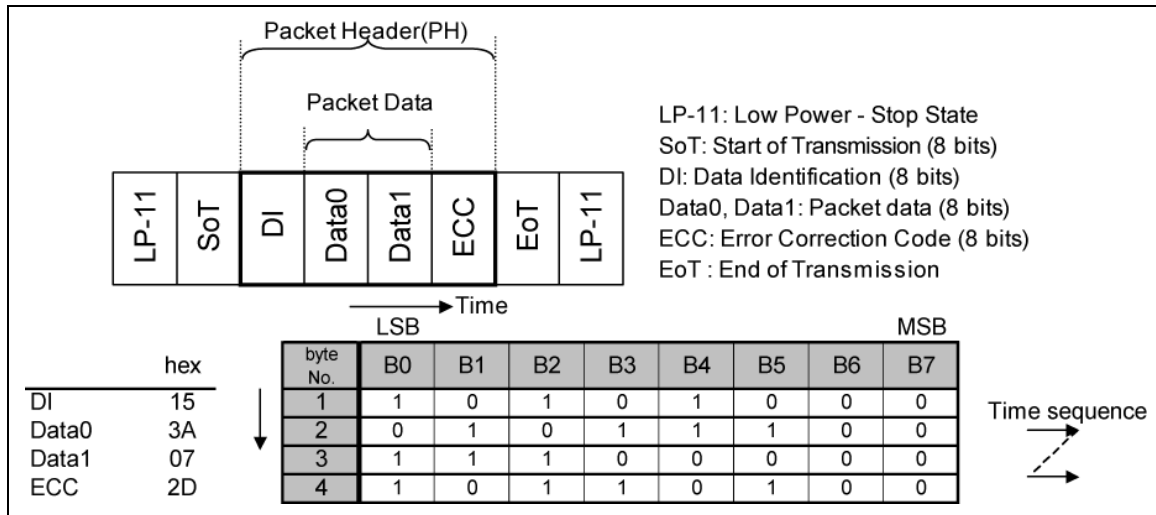 Packet Header(PH)
Packet Data
LP-11
SoT
DI
Data0
Data1
ECC
EoT
LP-11
LP-11: Low Power - Stop State
SoT: Start of Transmission (8 bits)
DI: Data Identification (8 bits)
Data0, Data1: Packet data (8 bits)
ECC: Error Correction Code (8 bits)
EoT : End of Transmission
Time
LSB MSB
hex
DI 15
Data0 3A
Data1 07
ECC 2D
byte No. B0 B1 B2 B3 B4 B5 B6 B7
1 1 0 1 0 1 0 0 0
2 0 1 0 1 1 1 0 0
3 1 1 1 0 0 0 0 0
4 1 0 1 1 0 1 0 0
Time sequence